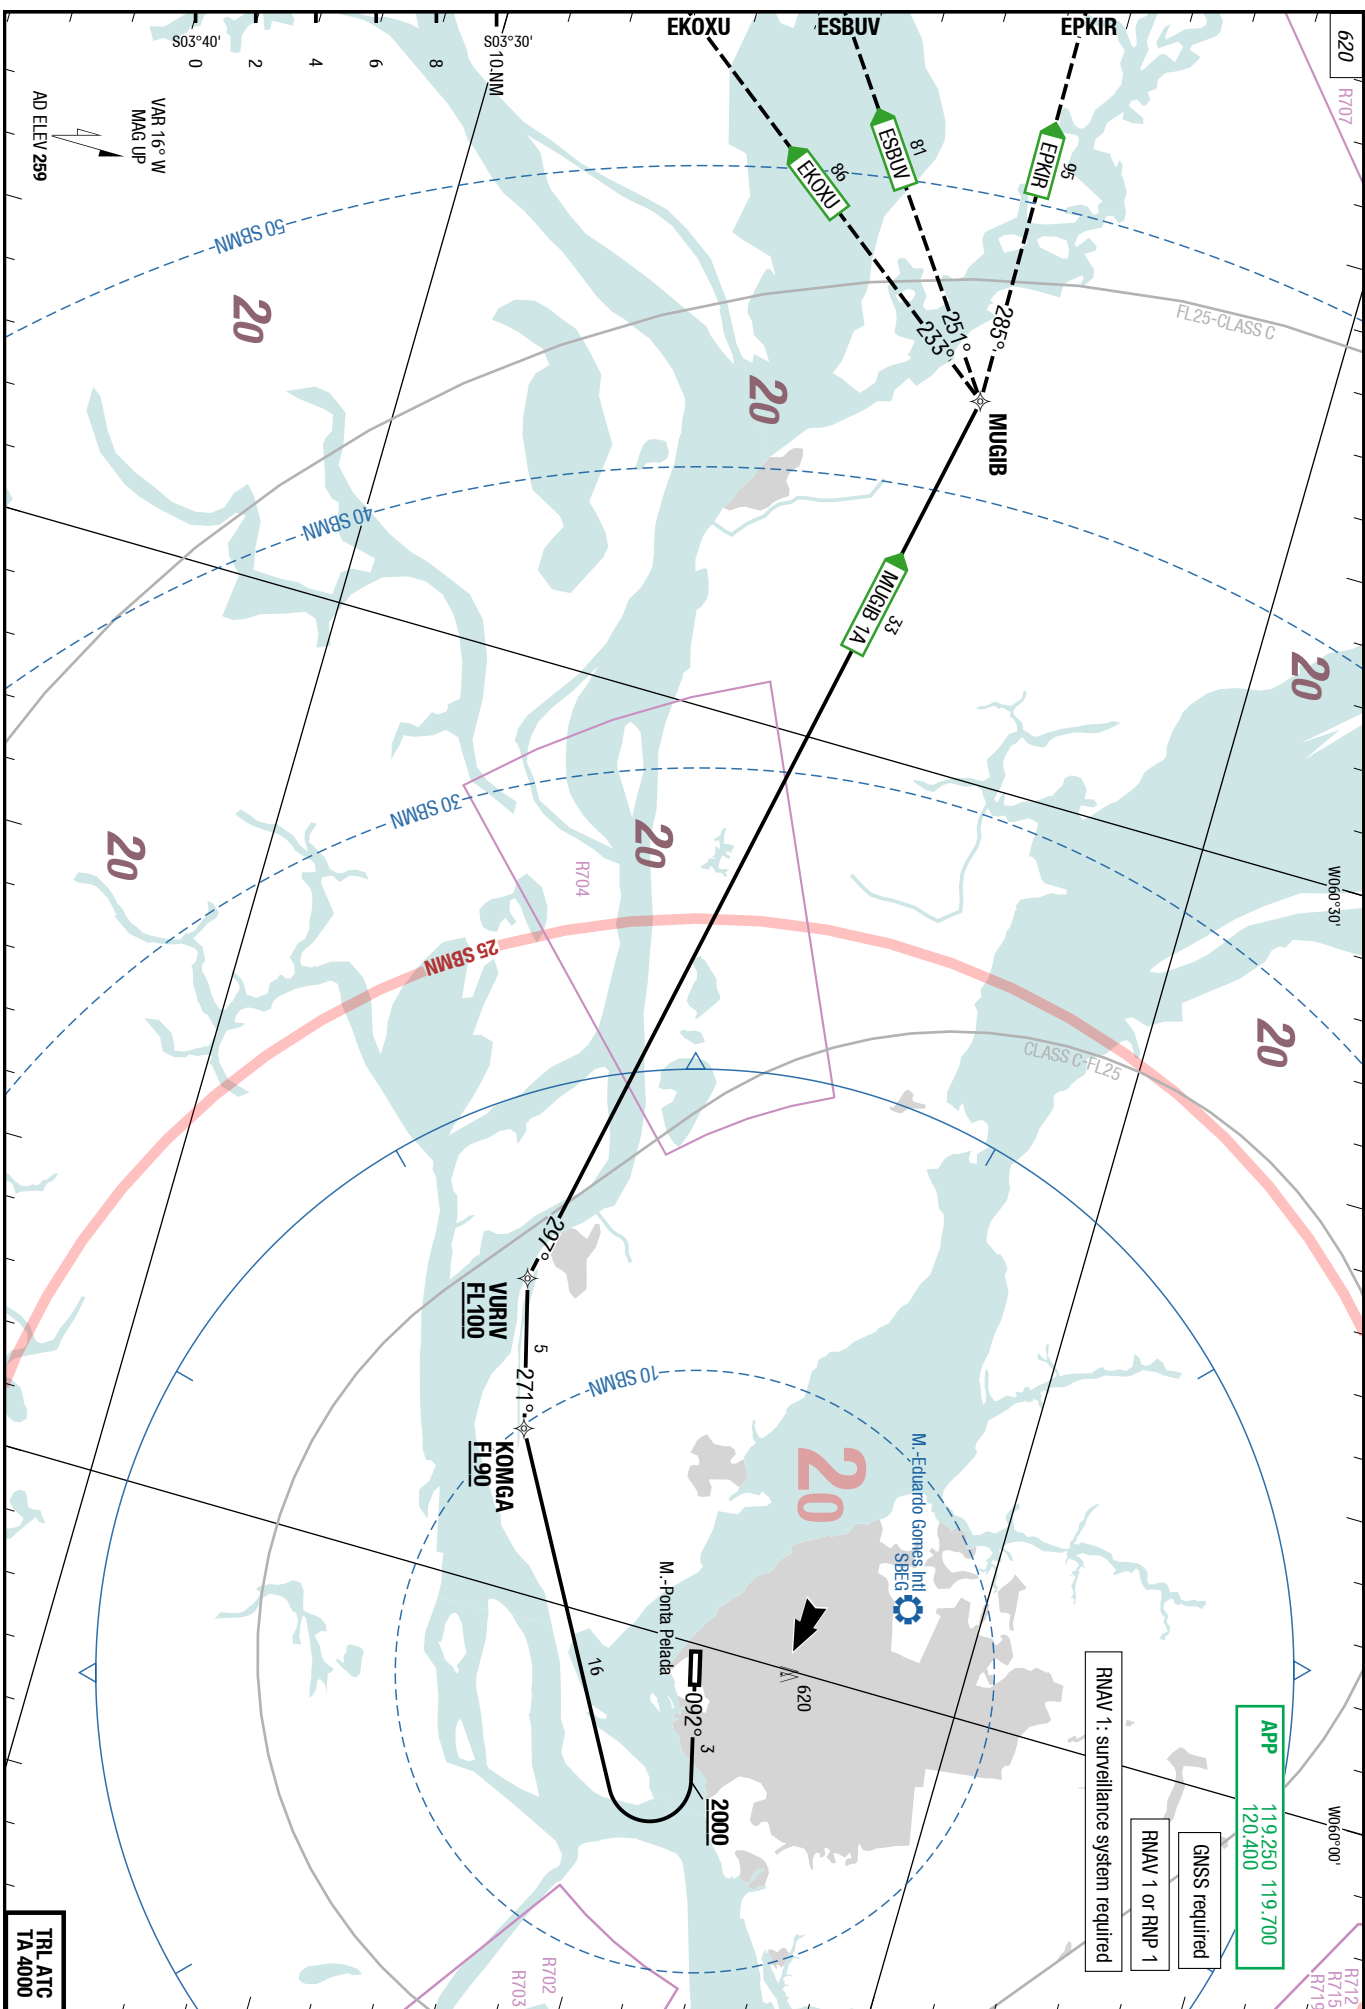 620
R707
EKOXU
ESBUV
EPKIR
S03°40'
S03°30'
0
2
4
6
8
10 NM
VAR 16° W
MAG UP
AD ELEV 259
95
EPKIR
81
ESBUV
86
EKOXU
285°
251°
233°
MUGIB
FL25-CLASS C
50 SBMN
20
20
40 SBMN
33
MUGIB 1A
20
30 SBMN
20
20
R704
W060°30'
25 SBMN
20
CLASS C-FL25
297°
VURIV
FL100
5
271°
KOMGA
FL90
10 SBMN
20
M.-Eduardo Gomes Intl
SBEG
M.-Ponta Pelada
620
16
092°
3
2000
RNAV 1: surveillance system required
RNAV 1 or RNP 1
GNSS required
APP
119.250 119.700
120.400
W060°00'
R702
R703
R712
R715
R719
TRL ATC
TA 4000